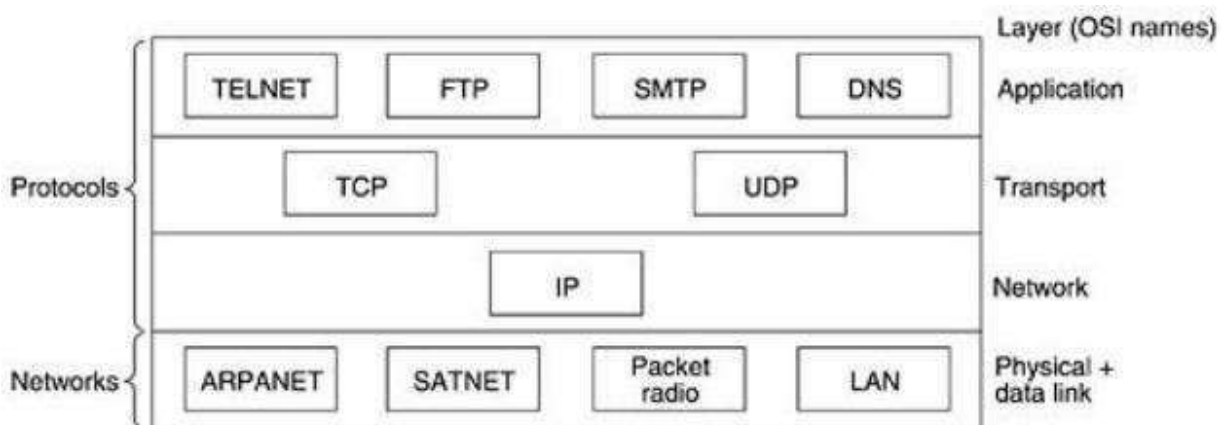 Layer (OSI names)
TELNET FTP SMTP DNS Application
Protocols TCP UDP Transport
IP Network
Networks ARPANET SATNET Packet radio LAN Physical + data link